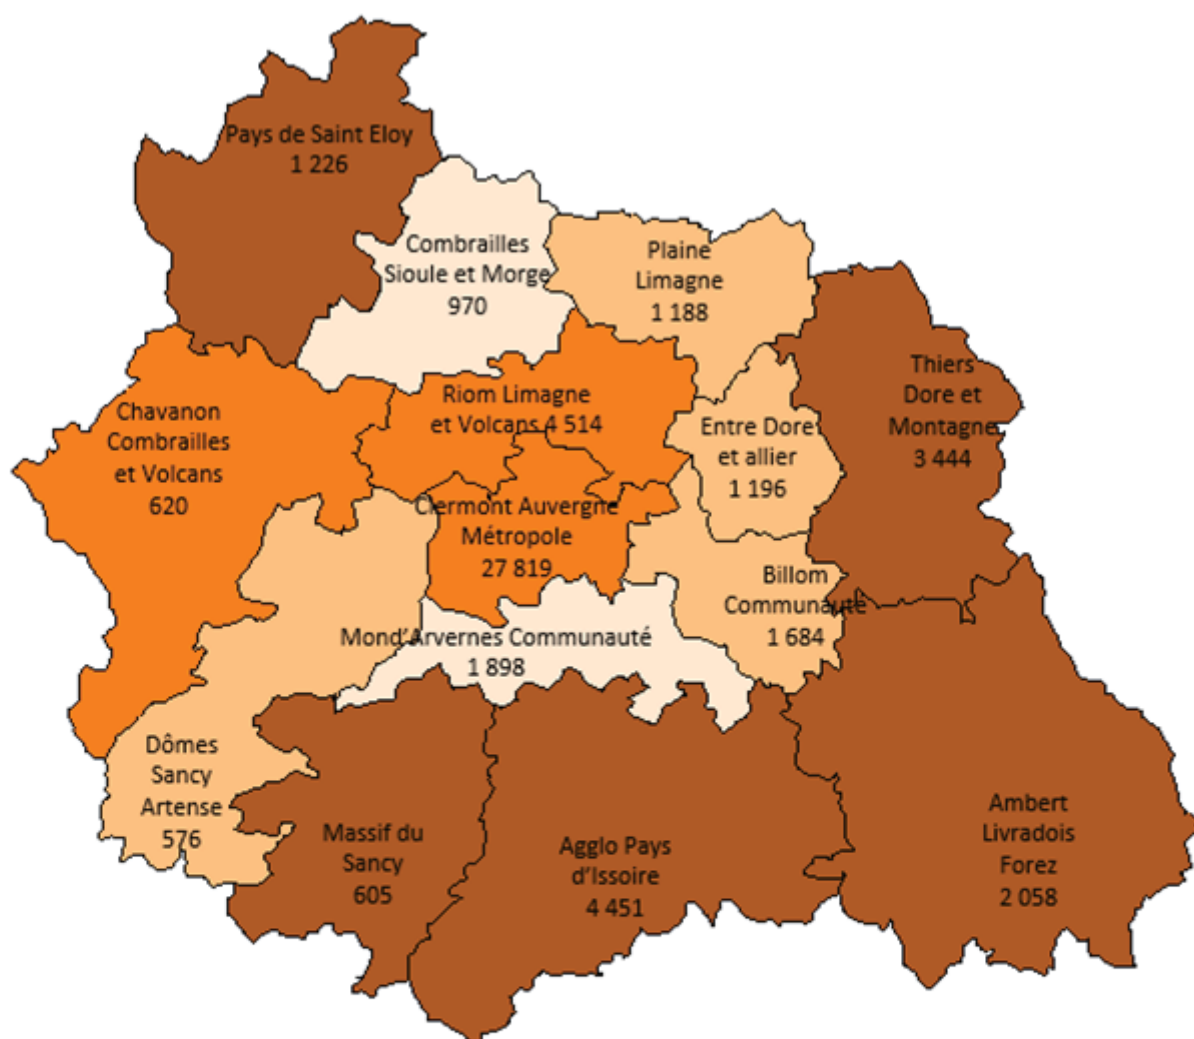 Pays de Saint Eloy
1 226
Combrailles
Sioule et Morge
970
Plaine
Limagne
1 188
Thiers
Dore et
Montagne
3 444
Chavanon
Combrailles
et Volcans
620
Riom Limagne
et Volcans 4 514
Entre Dore
et allier
1 196
Clermont Auvergne
Métropole
27 819
Billom
Communauté
1 684
Mond’Arvernes Communauté
1 898
Dômes
Sancy
Artense
576
Massif du
Sancy
605
Agglo Pays
d’Issoire
4 451
Ambert
Livradois
Forez
2 058